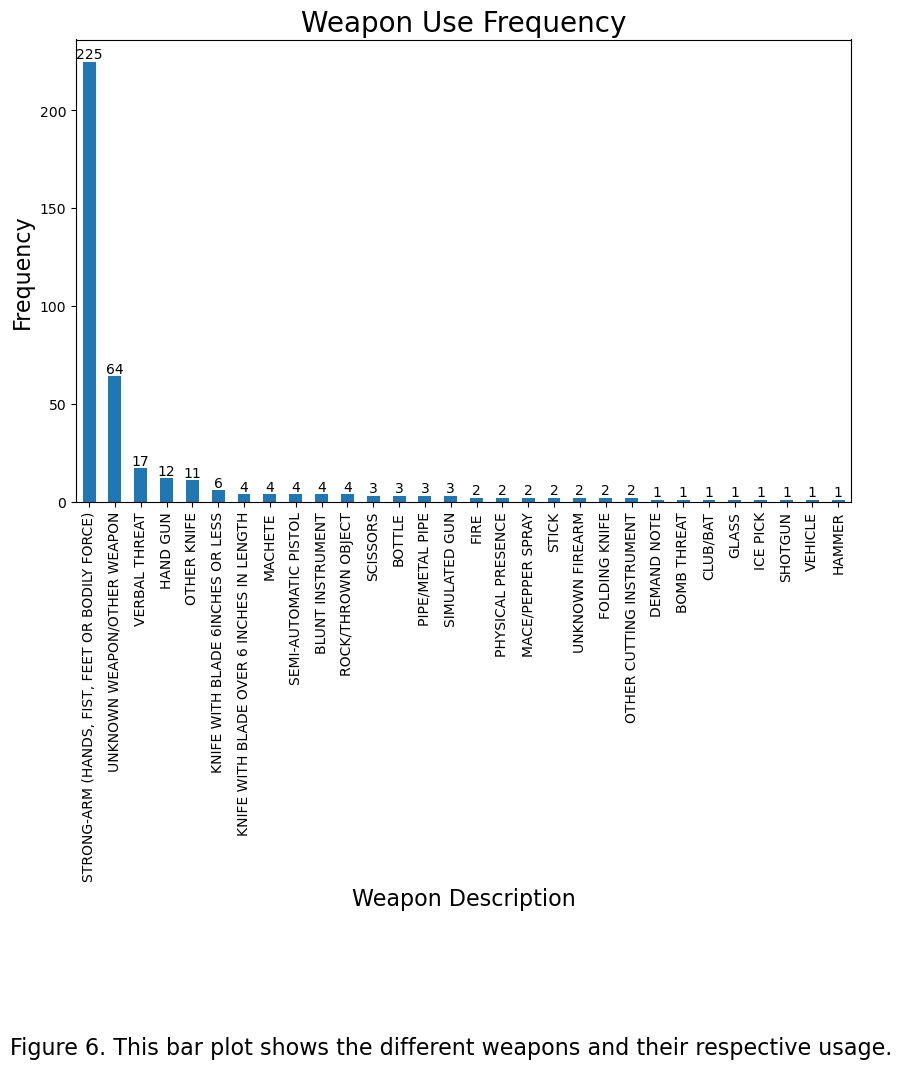 Weapon Use Frequency
225
64
17
12
11
6
4
4
4
4
4
3
3
3
3
2
2
2
2
2
2
2
1
1
1
1
1
1
1
1
200
150
100
50
0
Frequency
STRONG-ARM (HANDS, FIST, FEET OR BODILY FORCE)
UNKNOWN WEAPON/OTHER WEAPON
VERBAL THREAT
HAND GUN
OTHER KNIFE
KNIFE WITH BLADE 6INCHES OR LESS
KNIFE WITH BLADE OVER 6 INCHES IN LENGTH
MACHETE
SEMI-AUTOMATIC PISTOL
BLUNT INSTRUMENT
ROCK/THROWN OBJECT
SCISSORS
BOTTLE
PIPE/METAL PIPE
SIMULATED GUN
FIRE
PHYSICAL PRESENCE
MACE/PEPPER SPRAY
STICK
UNKNOWN FIREARM
FOLDING KNIFE
OTHER CUTTING INSTRUMENT
DEMAND NOTE
BOMB THREAT
CLUB/BAT
GLASS
ICE PICK
SHOTGUN
VEHICLE
HAMMER
Weapon Description
Figure 6. This bar plot shows the different weapons and their respective usage.